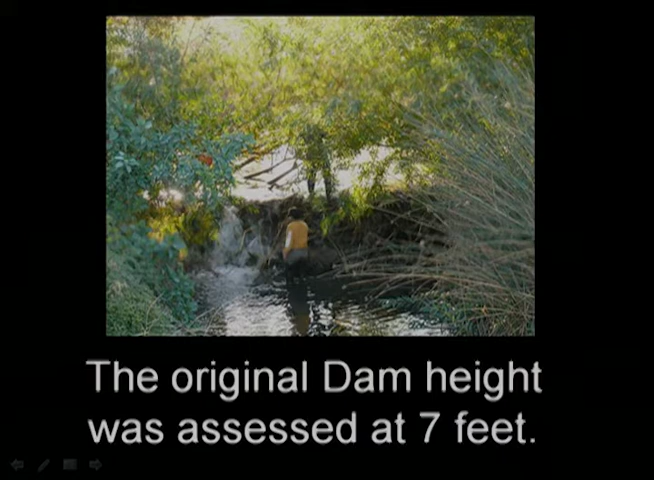 The original Dam height
was assessed at 7 feet.